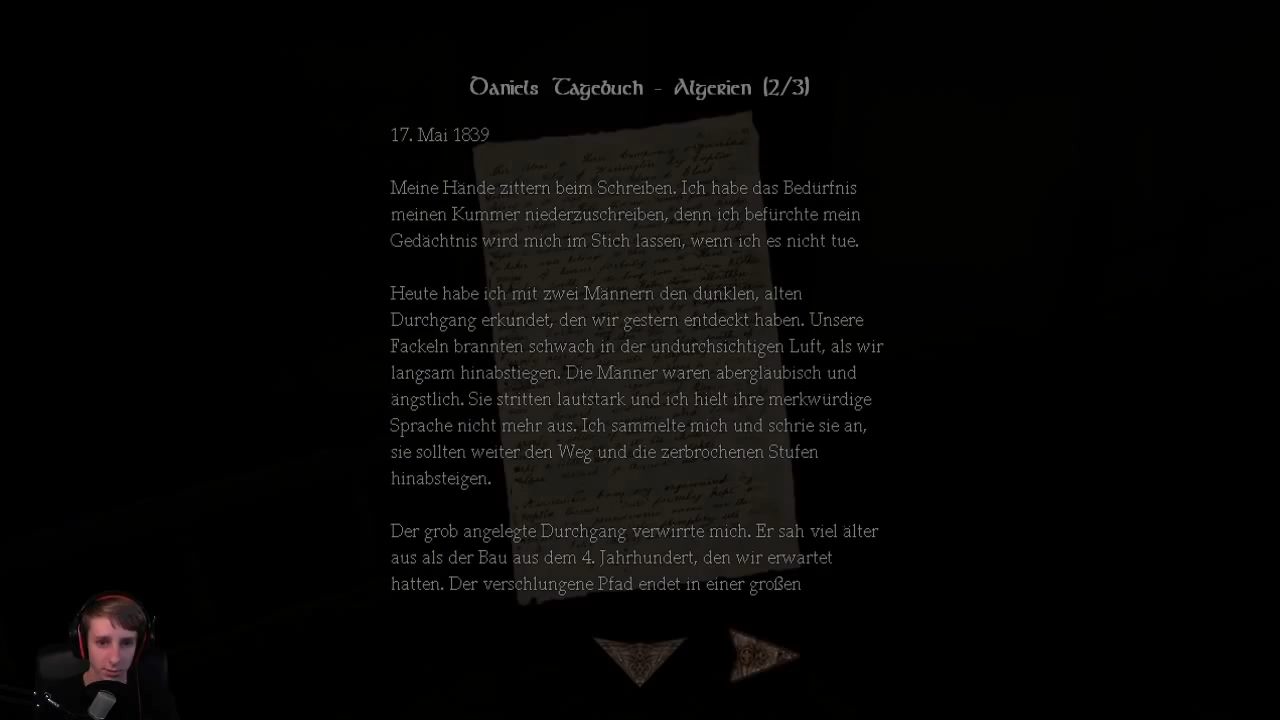 Daniels Tagebuch - Algerien (2/3)
17. Mai 1839
Meine Hände zittern beim Schreiben. Ich habe das Bedürfnis
meinen Kummer niederzuschreiben, denn ich befürchte mein
Gedächtnis wird mich im Stich lassen, wenn ich es nicht tue.
Heute habe ich mit zwei Männern den dunklen, alten
Durchgang erkundet, den wir gestern entdeckt haben. Unsere
Fackeln brannten schwach in der undurchsichtigen Luft, als wir
langsam hinabstiegen. Die Männer waren abergläubisch und
ängstlich. Sie stritten lautstark und ich hielt ihre merkwürdige
Sprache nicht mehr aus. Ich sammelte mich und schrie sie an,
sie sollten weiter den Weg und die zerbrochenen Stufen
hinabsteigen.
Der grob angelegte Durchgang verwirrte mich. Er sah viel älter
aus als der Bau aus dem 4. Jahrhundert, den wir erwartet
hatten. Der verschlungene Pfad endet in einer großen